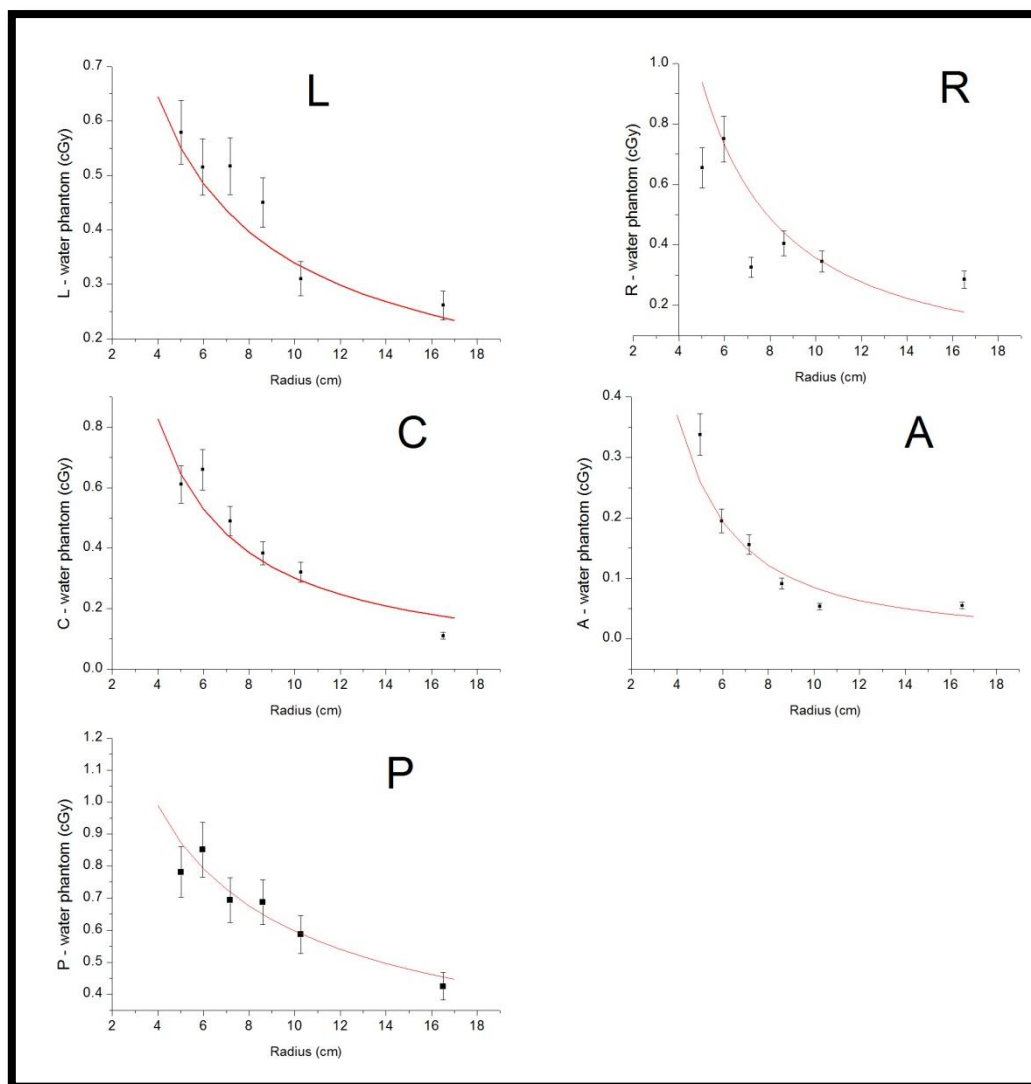 L
L - water phantom (cGy)
0.7
0.6
0.5
0.4
0.3
0.2
2 4 6 8 10 12 14 16 18
Radius (cm)
R
R - water phantom (cGy)
1.0
0.8
0.6
0.4
0.2
2 4 6 8 10 12 14 16 18
Radius (cm)
C
C - water phantom (cGy)
0.8
0.6
0.4
0.2
0.0
2 4 6 8 10 12 14 16 18
Radius (cm)
A
A - water phantom (cGy)
0.4
0.3
0.2
0.1
0.0
2 4 6 8 10 12 14 16 18
Radius (cm)
P
P - water phantom (cGy)
1.2
1.1
1.0
0.9
0.8
0.7
0.6
0.5
0.4
2 4 6 8 10 12 14 16 18
Radius (cm)